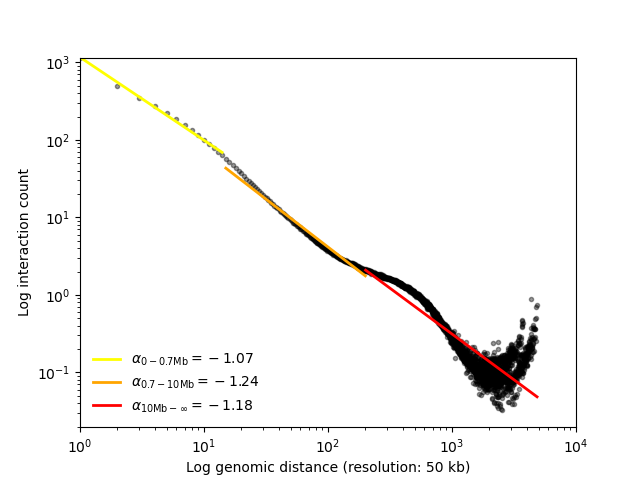 Log interaction count
10³
10²
10¹
10⁰
10⁻¹
α₀₋₀.₇Mb = −1.07
α₀.₇₋₁₀Mb = −1.24
α₁₀Mb₋∞ = −1.18
10⁰ 10¹ 10² 10³ 10⁴
Log genomic distance (resolution: 50 kb)